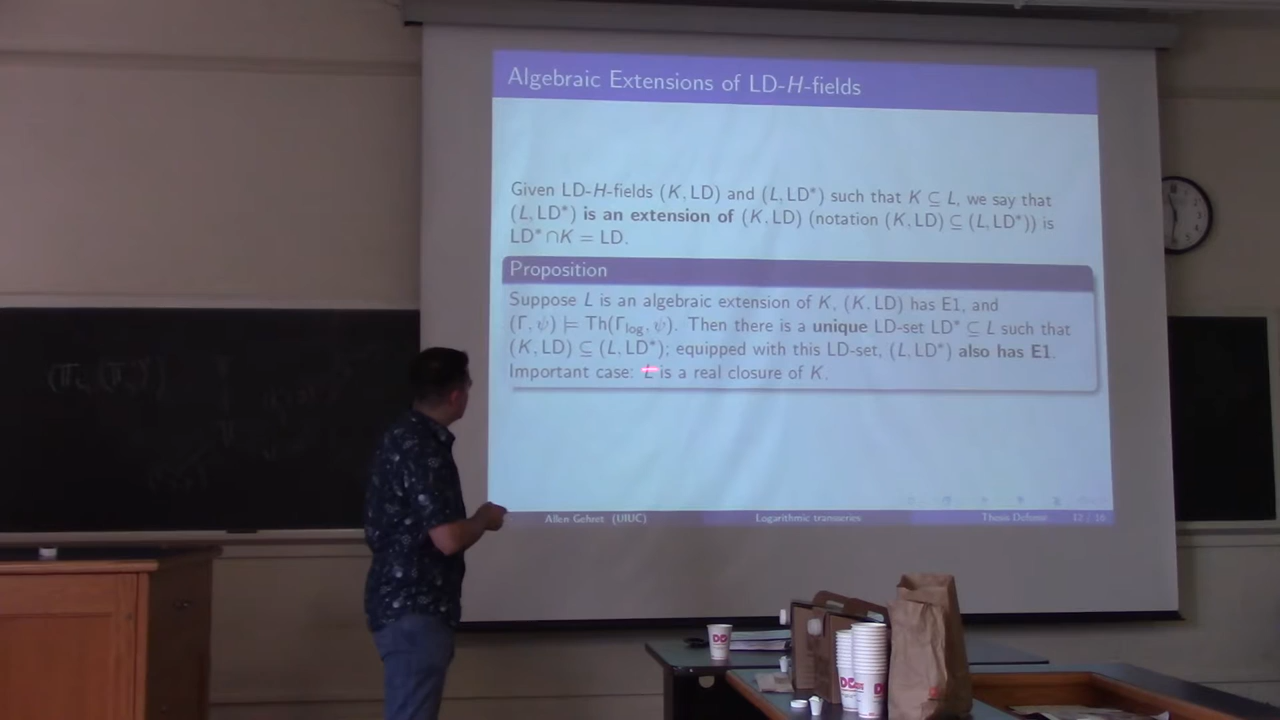 Algebraic Extensions of LD-H-fields
Given LD-H-fields (K, LD) and (L, LD*) such that K ⊆ L, we say that
(L, LD*) is an extension of (K, LD) (notation (K, LD) ⊆ (L, LD*)) is
LD* ∩ K = LD.
Proposition
Suppose L is an algebraic extension of K, (K, LD) has E1, and
(Γ, ψ) ⊨ Th(Γlog, ψ). Then there is a unique LD-set LD* ⊆ L such that
(K, LD) ⊆ (L, LD*); equipped with this LD-set, (L, LD*) also has E1.
Important case: L is a real closure of K.
Allen Gehret (UIUC) Logarithmic transseries Thesis Defense 12 / 16
DD